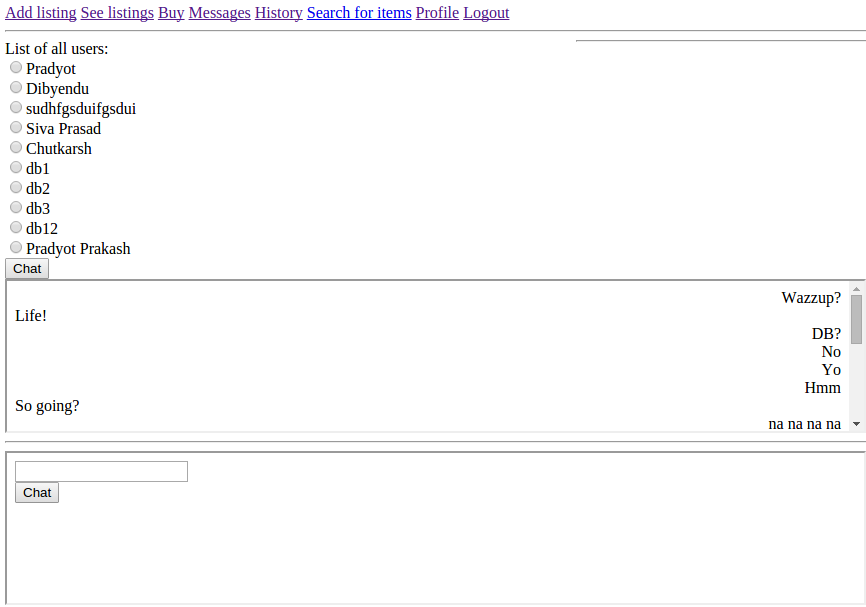 Add listing See listings Buy Messages History Search for items Profile Logout
List of all users:
Pradyot
Dibyendu
sudhfgsduifgsdui
Siva Prasad
Chutkarsh
db1
db2
db3
db12
Pradyot Prakash
Chat
Wazzup?
Life!
DB?
No
Yo
Hmm
So going?
na na na na
Chat